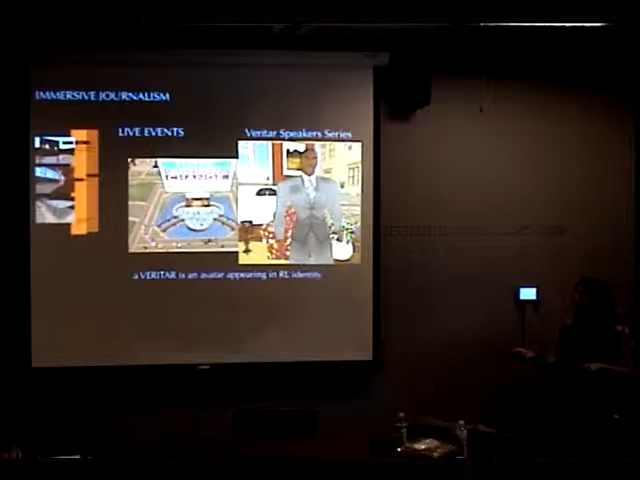 IMMERSIVE JOURNALISM
LIVE EVENTS
Veritar Speakers Series
a VERITAR is an avatar appearing in RL identity